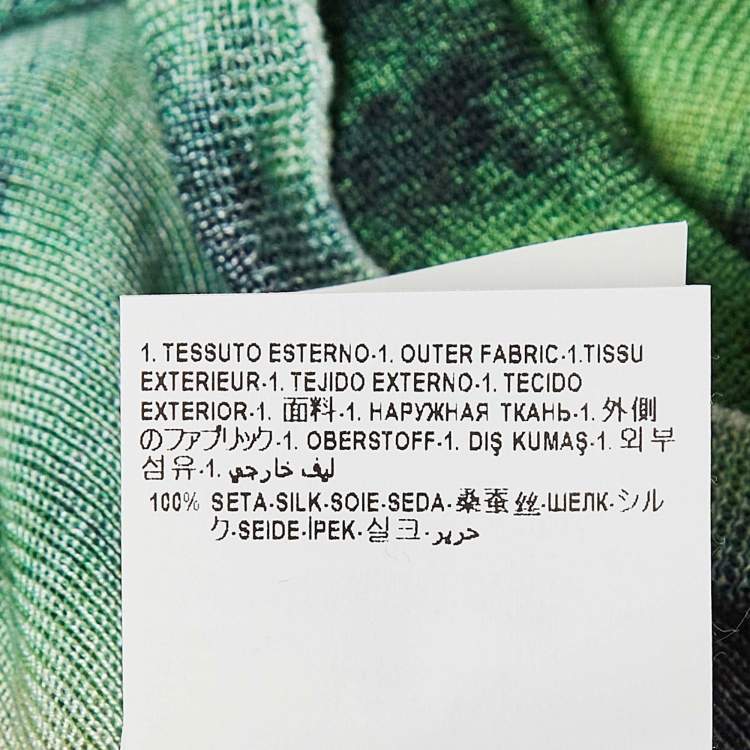 1. TESSUTO ESTERNO-1. OUTER FABRIC-1.TISSU
EXTERIEUR-1. TEJIDO EXTERNO-1. TECIDO
EXTERIOR-1. 面料-1. НАРУЖНАЯ ТКАНЬ-1. 外側
のファブリック-1. OBERSTOFF-1. DIŞ KUMAŞ-1. 외부
섬유-1. ليف خارجي
100% SETA-SILK-SOIE-SEDA-桑蚕丝-ШЕЛК-シル
ク-SEIDE-İPEK-실크-حرير